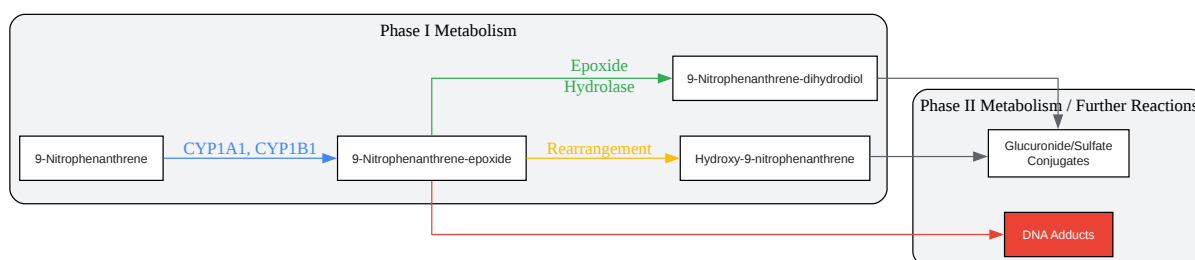 Phase I Metabolism
Epoxide
Hydrolase
9-Nitrophenanthrene-dihydrodiol
Phase II Metabolism / Further Reactions
9-Nitrophenanthrene
CYP1A1, CYP1B1
9-Nitrophenanthrene-epoxide
Rearrangement
Hydroxy-9-nitrophenanthrene
Glucuronide/Sulfate
Conjugates
DNA Adducts